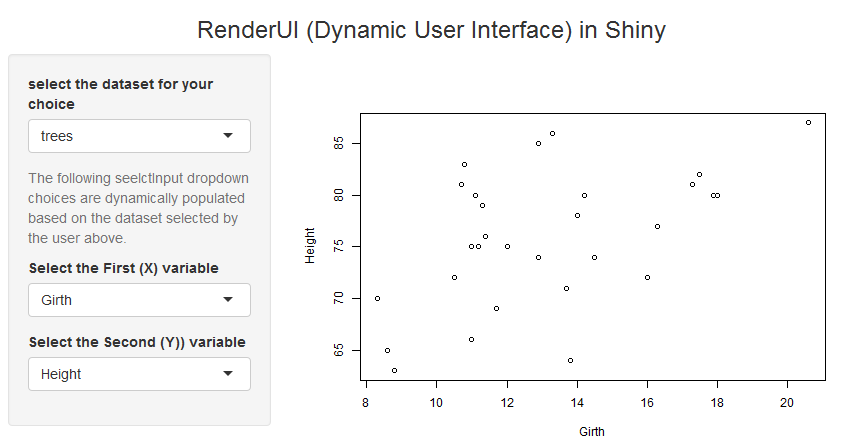 RenderUI (Dynamic User Interface) in Shiny
select the dataset for your
choice
trees
The following seelctInput dropdown
choices are dynamically populated
based on the dataset selected by
the user above.
Select the First (X) variable
Girth
Select the Second (Y)) variable
Height
85
80
75
70
65
Height
8 10 12 14 16 18 20
Girth